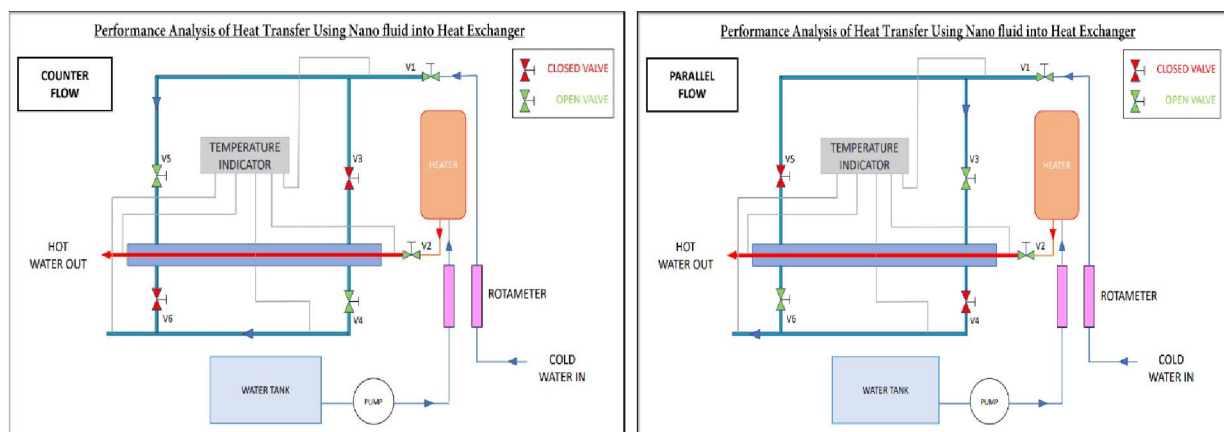 Performance Analysis of Heat Transfer Using Nano fluid into Heat Exchanger
COUNTER
FLOW
V1
CLOSED VALVE
OPEN VALVE
V5
TEMPERATURE
INDICATOR
V3
HEATER
HOT
WATER OUT
V2
V6
V4
WATER TANK
PUMP
COLD
WATER IN
ROTAMETER
Performance Analysis of Heat Transfer Using Nano fluid into Heat Exchanger
PARALLEL
FLOW
V1
CLOSED VALVE
OPEN VALVE
V5
TEMPERATURE
INDICATOR
V3
HEATER
HOT
WATER OUT
V2
V6
V4
ROTAMETER
WATER TANK
PUMP
COLD
WATER IN